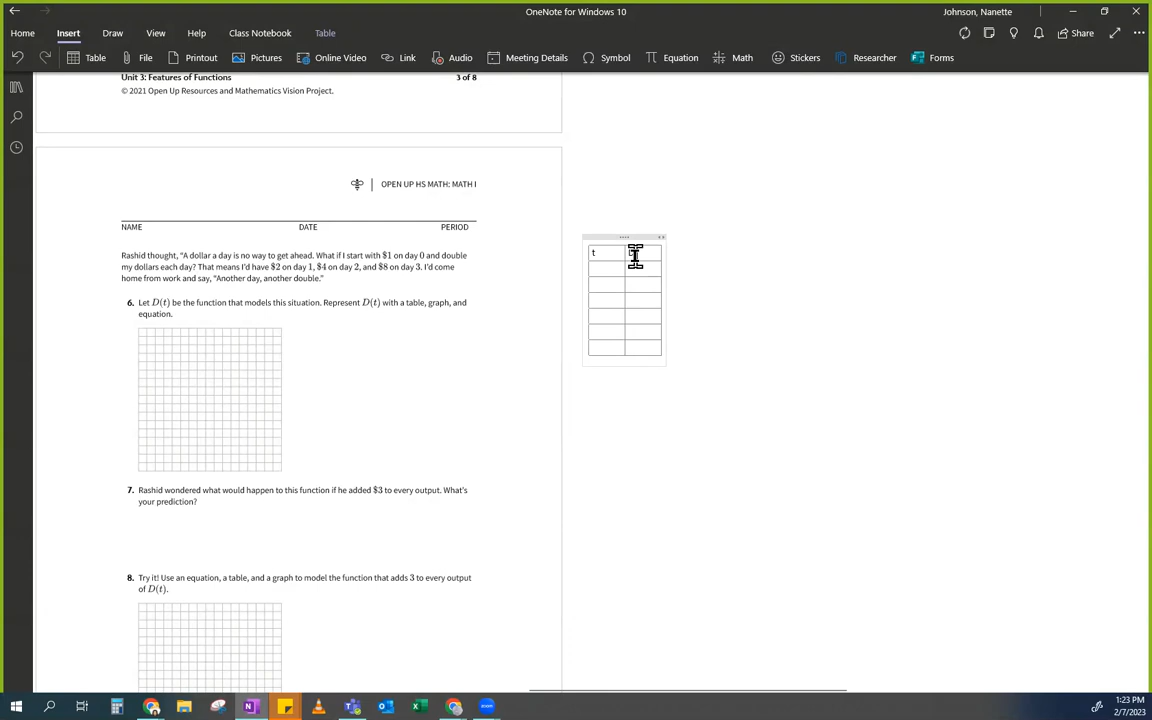 OneNote for Windows 10
Johnson, Nanette
Home Insert Draw View Help Class Notebook Table
Share
Table File Printout Pictures Online Video Link Audio Meeting Details Symbol Equation Math Stickers Researcher Forms
Unit 3: Features of Functions 3 of 8
© 2021 Open Up Resources and Mathematics Vision Project.
OPEN UP HS MATH: MATH I
NAME DATE PERIOD
Rashid thought, “A dollar a day is no way to get ahead. What if I start with $1 on day 0 and double
my dollars each day? That means I’d have $2 on day 1, $4 on day 2, and $8 on day 3. I’d come
home from work and say, “Another day, another double.”
6. Let D(t) be the function that models this situation. Represent D(t) with a table, graph, and
equation.
t
7. Rashid wondered what would happen to this function if he added $3 to every output. What’s
your prediction?
8. Try it! Use an equation, a table, and a graph to model the function that adds 3 to every output
of D(t).
1:23 PM
2/7/2023